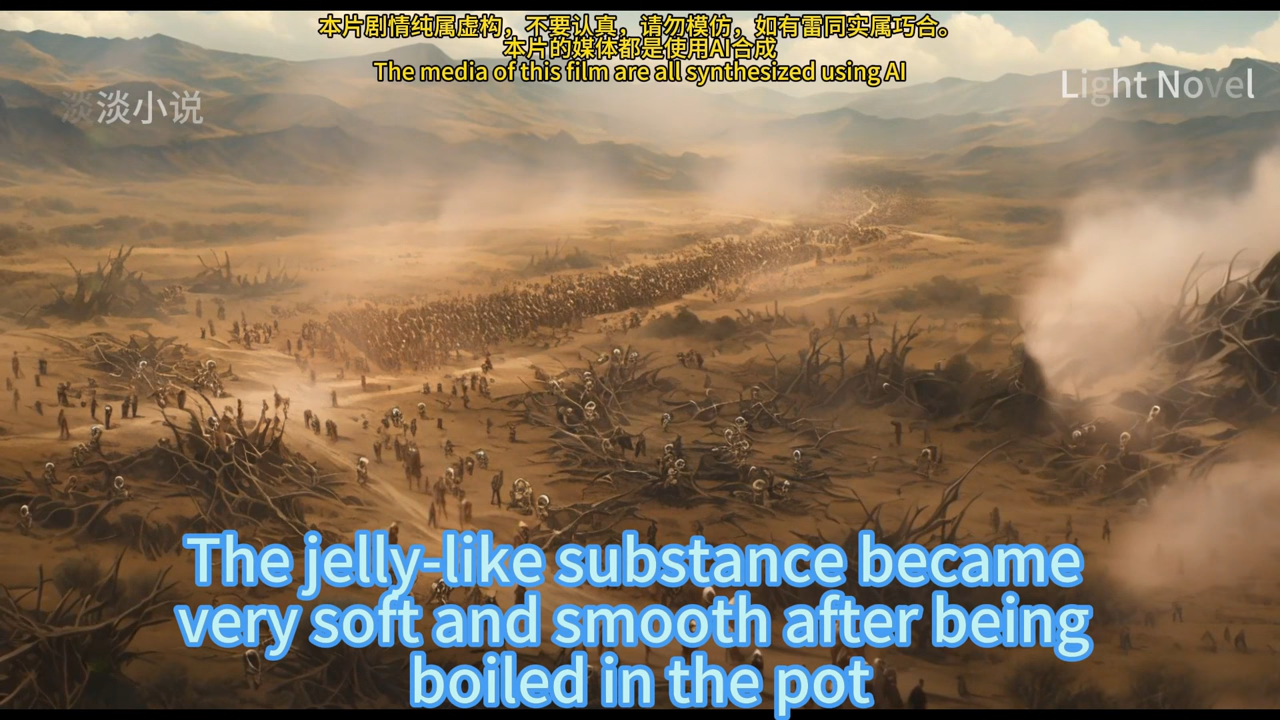 本片剧情纯属虚构，不要认真，请勿模仿，如有雷同实属巧合。
本片的媒体都是使用AI合成
The media of this film are all synthesized using AI
淡淡小说
Light Novel
The jelly-like substance became
very soft and smooth after being
boiled in the pot